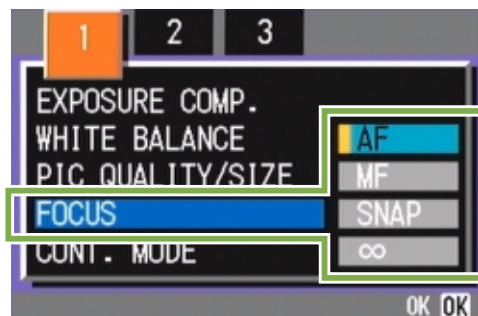 1 2 3
EXPOSURE COMP.
WHITE BALANCE AF
PIC QUALITY/SIZE MF
FOCUS SNAP
CONT. MODE ∞
OK OK